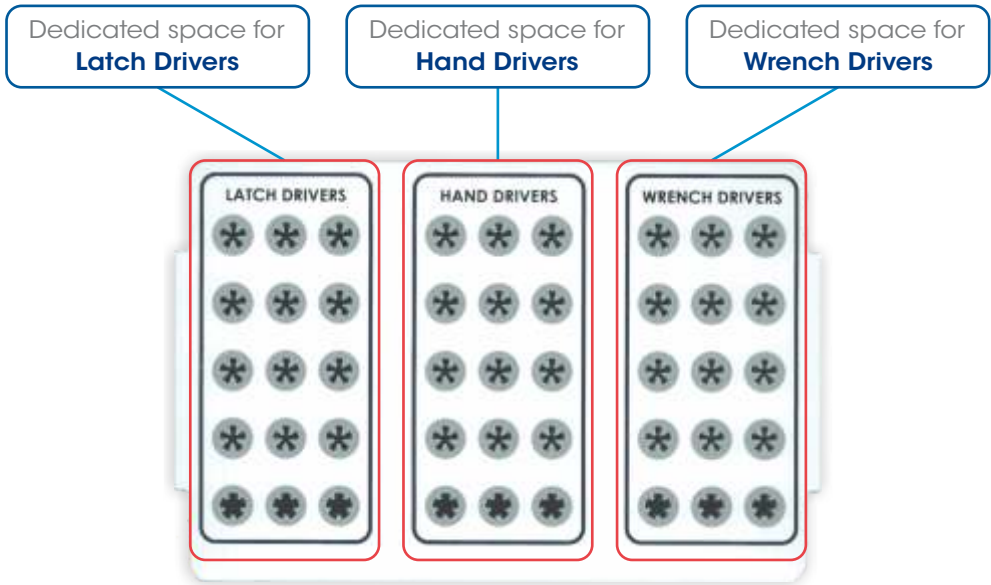 Dedicated space for
Latch Drivers
Dedicated space for
Hand Drivers
Dedicated space for
Wrench Drivers
LATCH DRIVERS
HAND DRIVERS
WRENCH DRIVERS